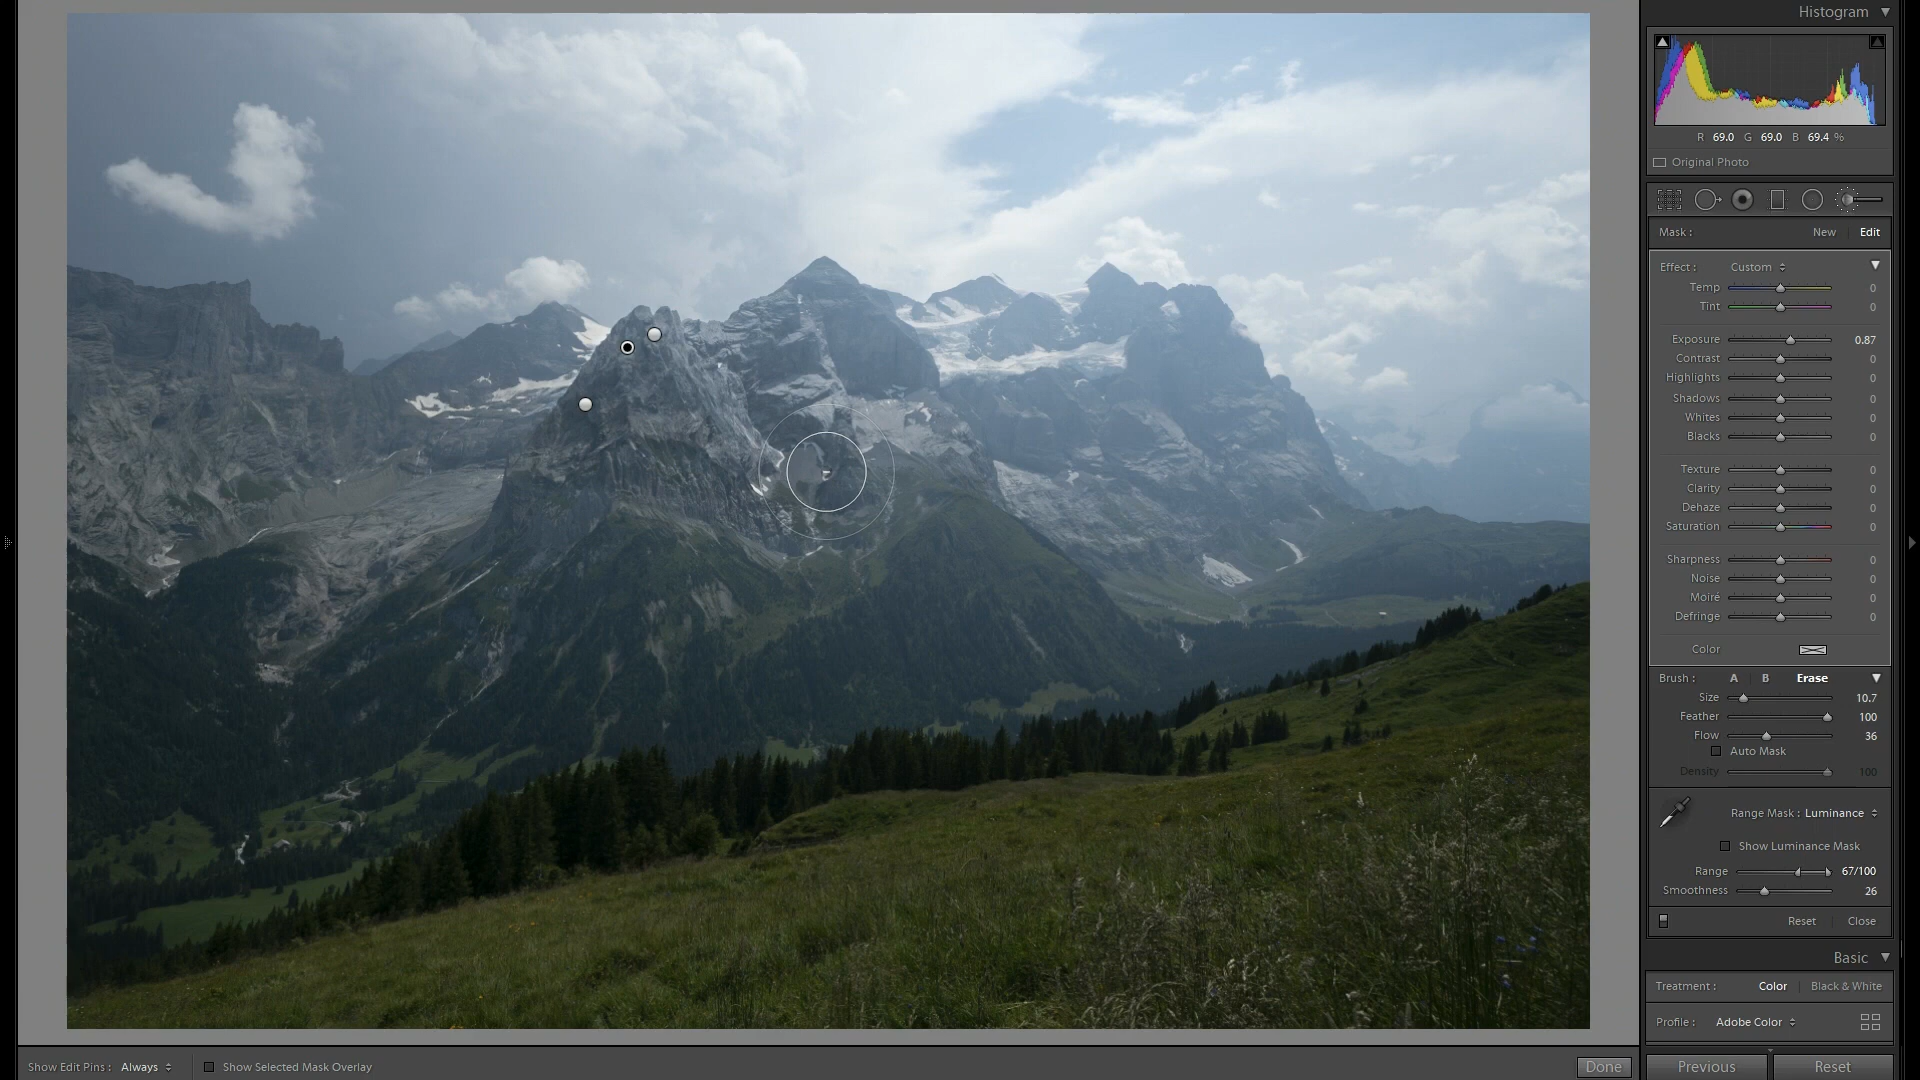 Histogram
R 69.0 G 69.0 B 69.4 %
Original Photo
Mask : New Edit
Effect : Custom
Temp 0
Tint 0
Exposure 0.87
Contrast 0
Highlights 0
Shadows 0
Whites 0
Blacks 0
Texture 0
Clarity 0
Dehaze 0
Saturation 0
Sharpness 0
Noise 0
Moiré 0
Defringe 0
Color
Brush : A B Erase
Size 10.7
Feather 100
Flow 36
Auto Mask
Density 100
Range Mask : Luminance
Show Luminance Mask
Range 67/100
Smoothness 26
Reset Close
Basic
Treatment : Color Black & White
Profile : Adobe Color
Show Edit Pins : Always Show Selected Mask Overlay Done Previous Reset